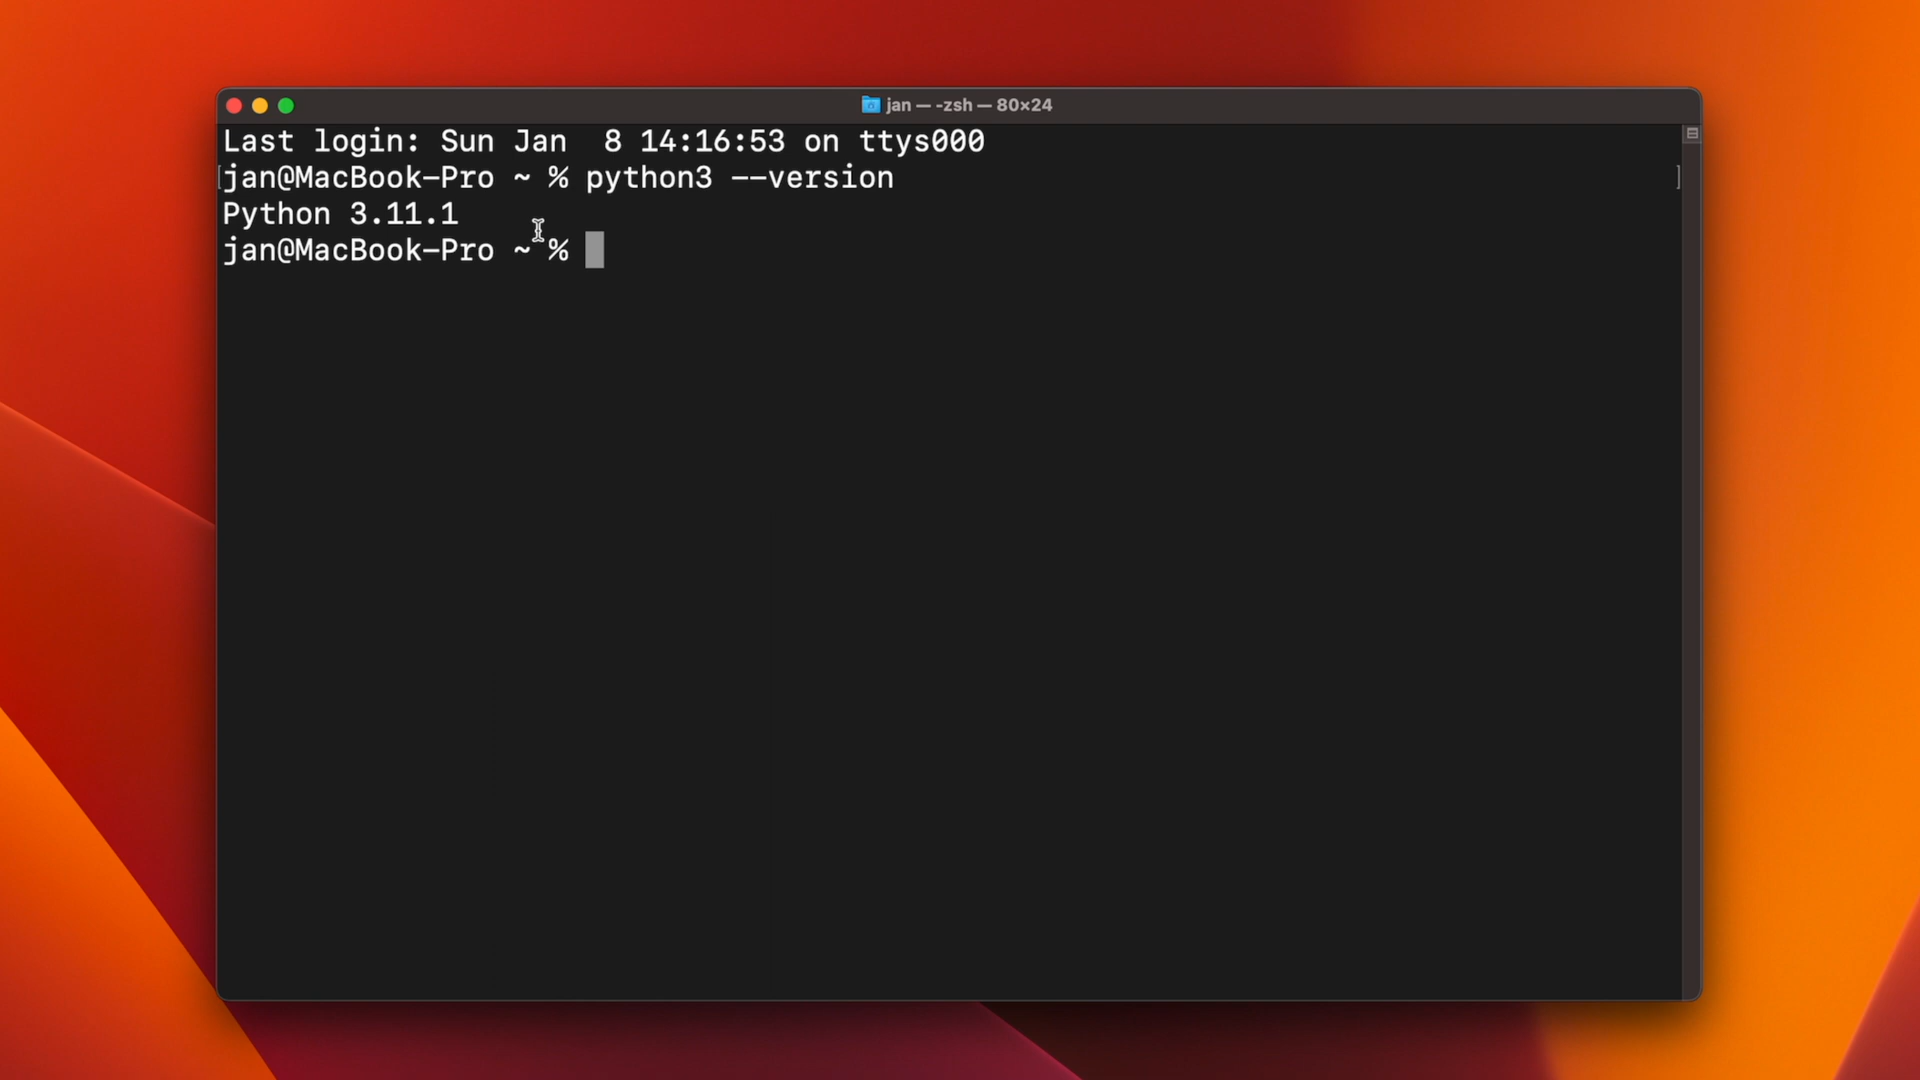 jan — -zsh — 80×24
Last login: Sun Jan  8 14:16:53 on ttys000
[jan@MacBook-Pro ~ % python3 --version ]
Python 3.11.1
jan@MacBook-Pro ~ %